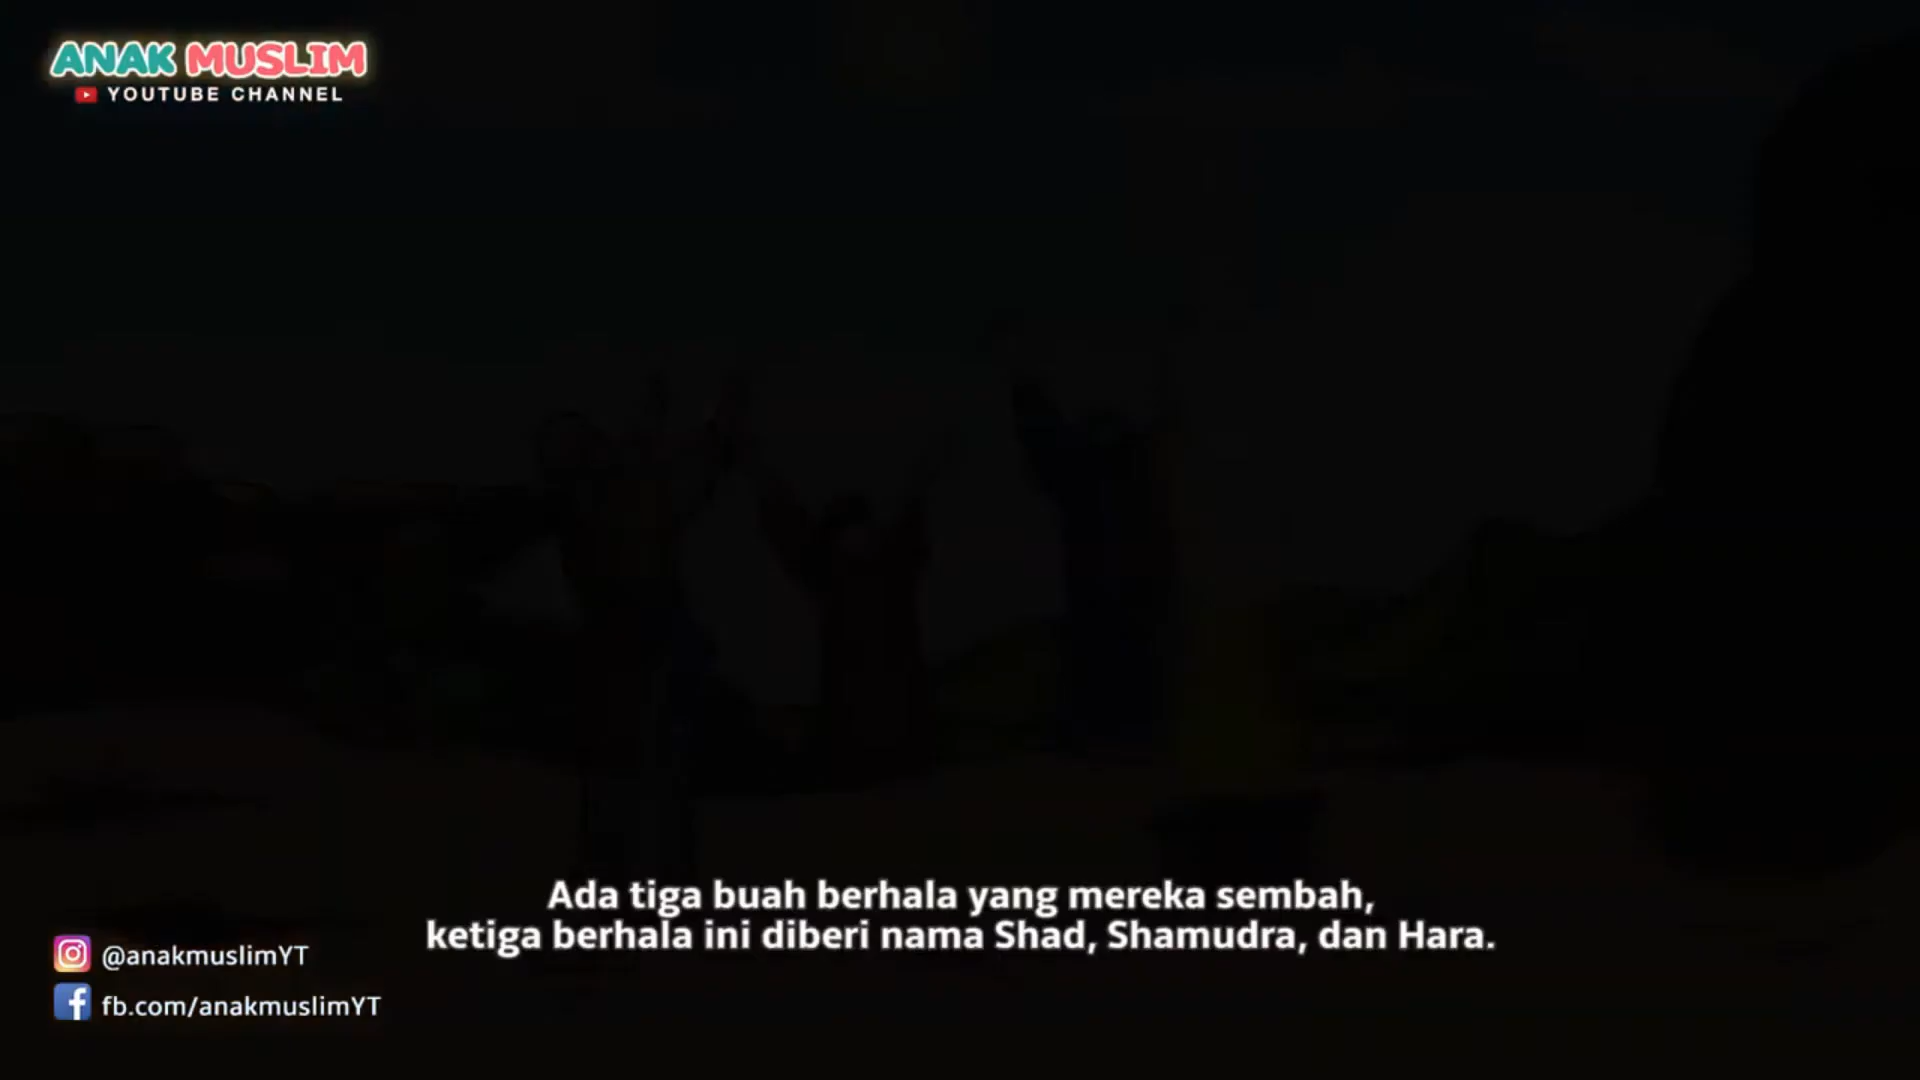 ANAK MUSLIM
YOUTUBE CHANNEL
Ada tiga buah berhala yang mereka sembah,
ketiga berhala ini diberi nama Shad, Shamudra, dan Hara.
@anakmuslimYT
fb.com/anakmuslimYT